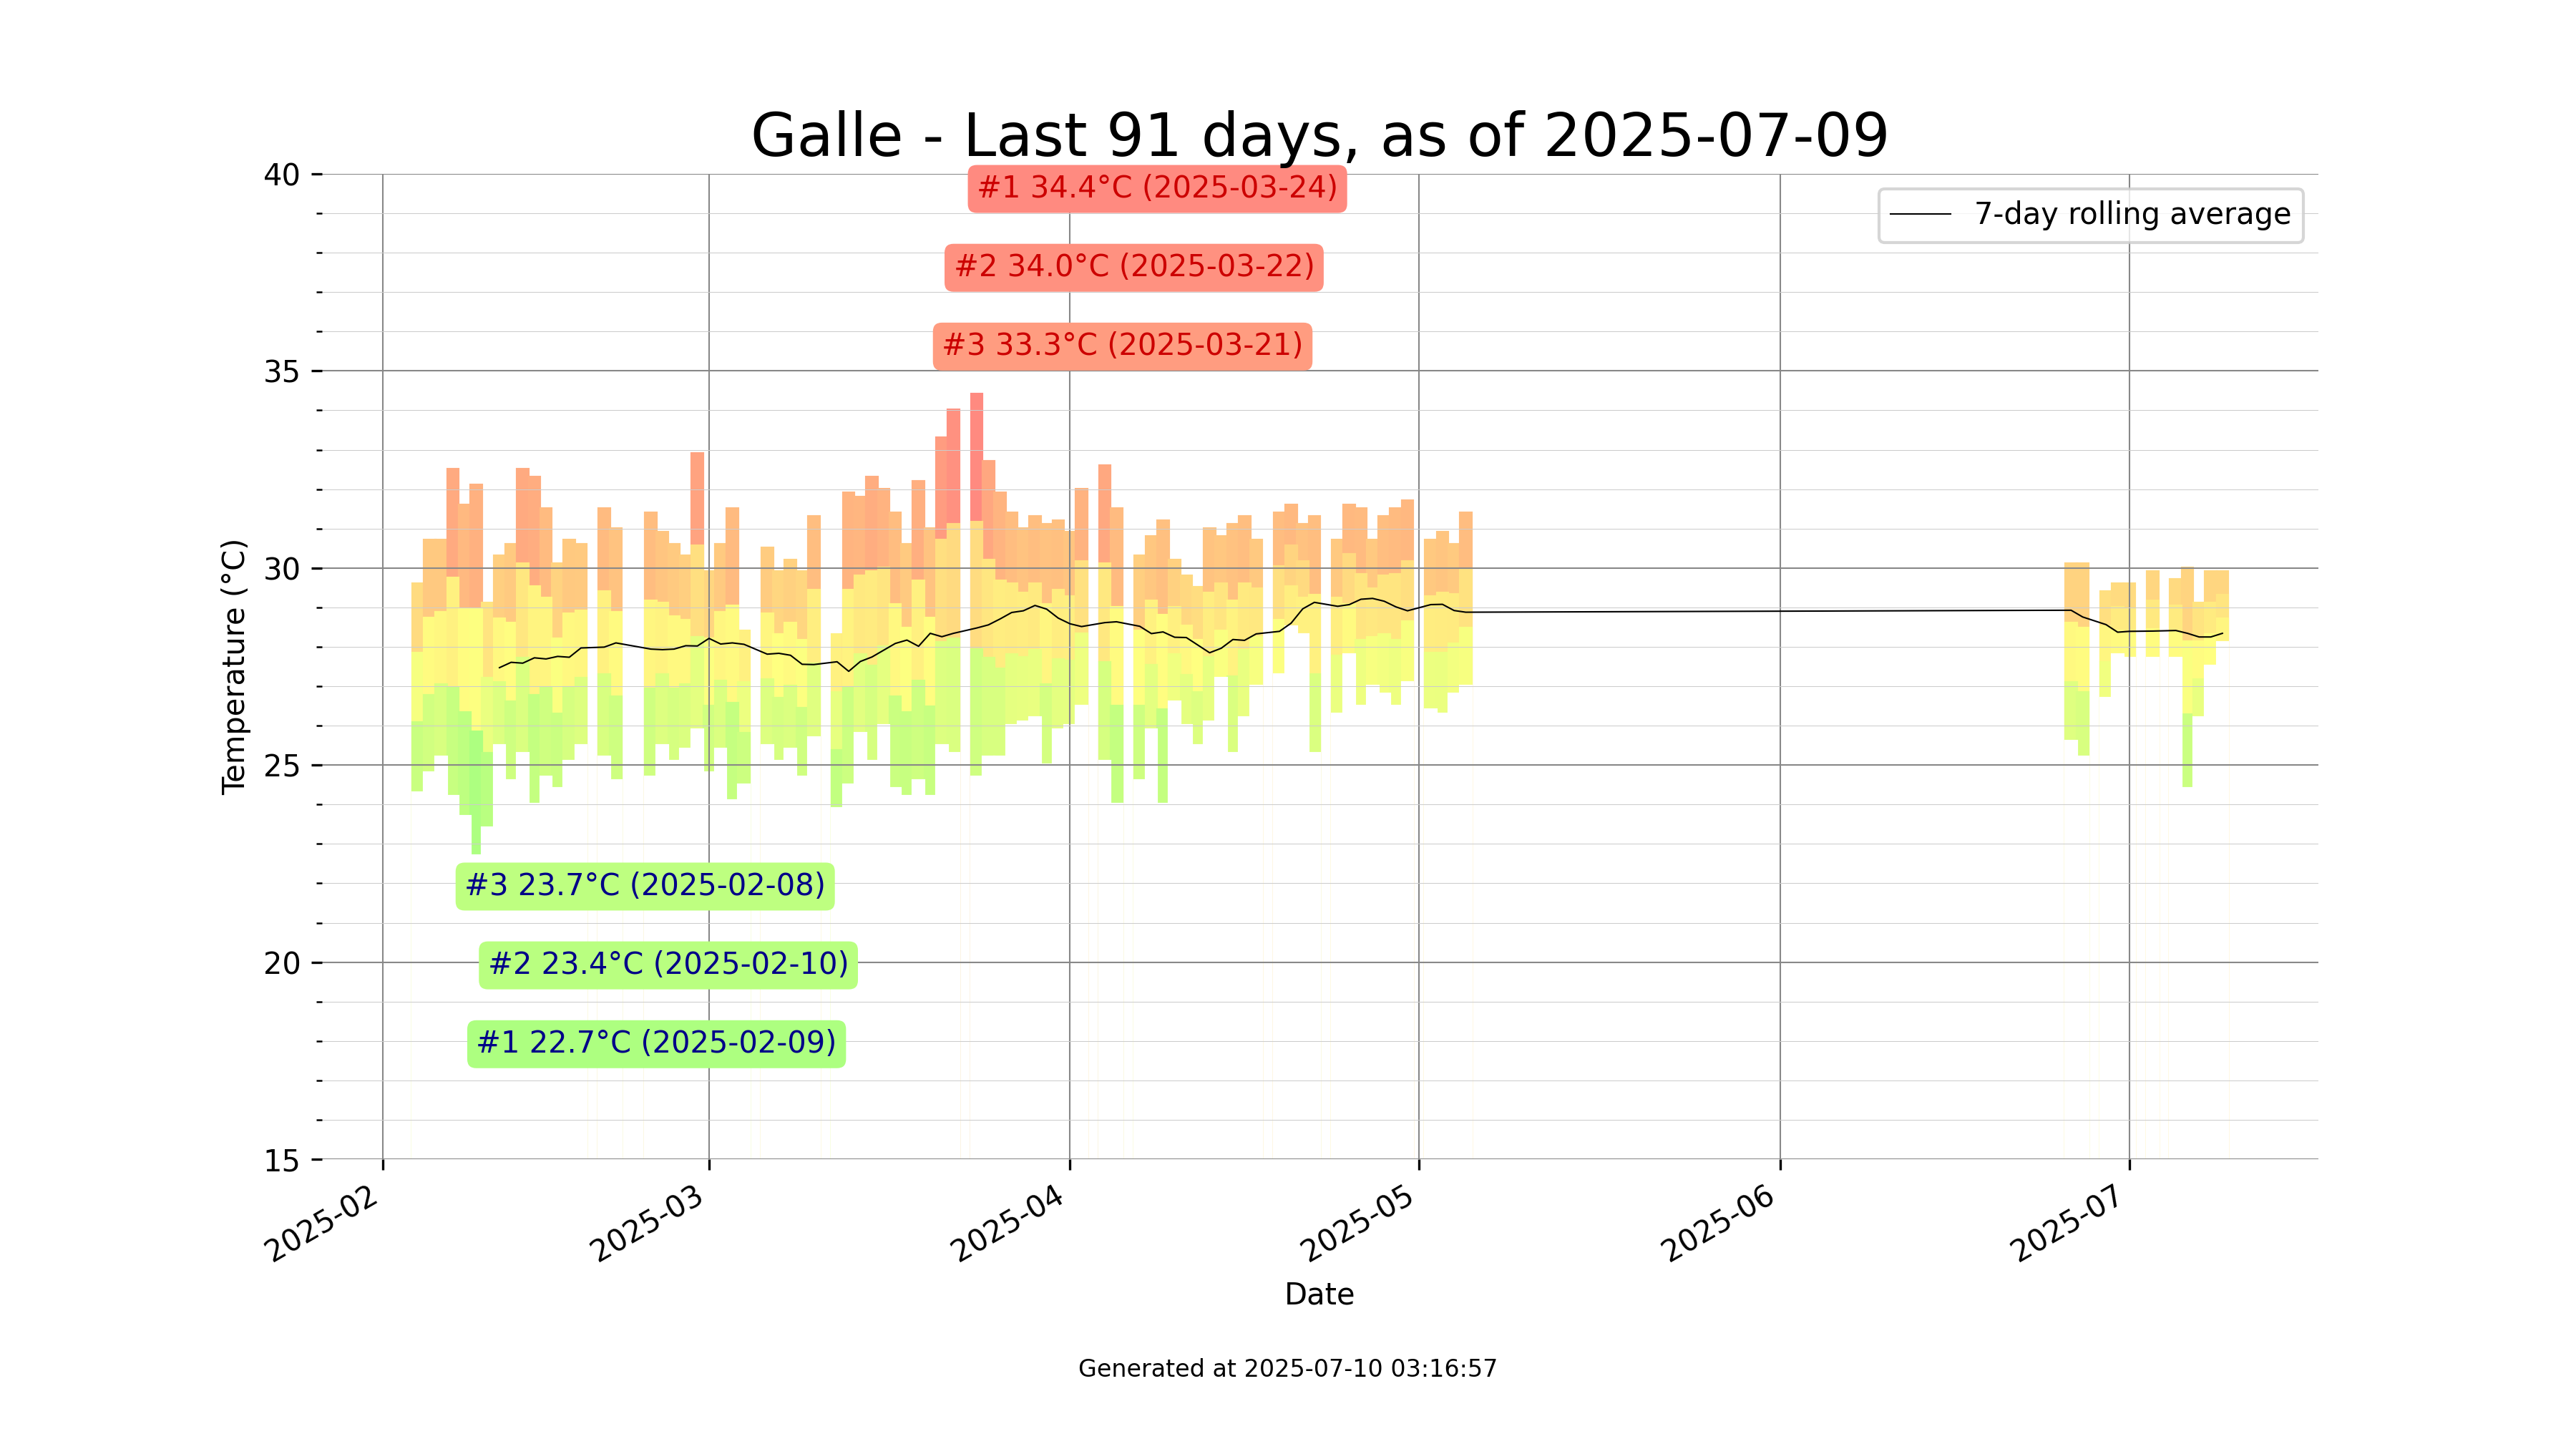 Galle - Last 91 days, as of 2025-07-09
40
#1 34.4°C (2025-03-24)
7-day rolling average
#2 34.0°C (2025-03-22)
#3 33.3°C (2025-03-21)
35
30
Temperature (°C)
25
#3 23.7°C (2025-02-08)
20
#2 23.4°C (2025-02-10)
#1 22.7°C (2025-02-09)
15
2025-02
2025-03
2025-04
2025-05
2025-06
2025-07
Date
Generated at 2025-07-10 03:16:57